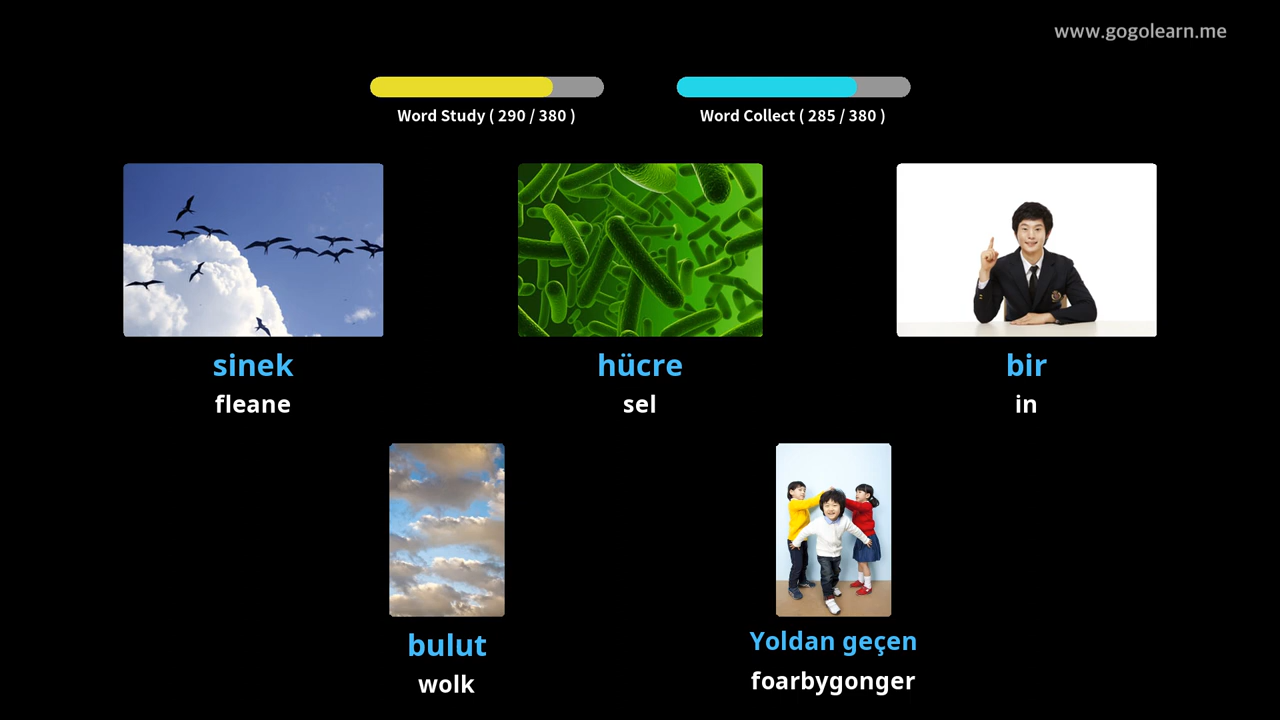 www.gogolearn.me
Word Study ( 290 / 380 )
Word Collect ( 285 / 380 )
sinek
fleane
hücre
sel
bir
in
bulut
wolk
Yoldan geçen
foarbygonger